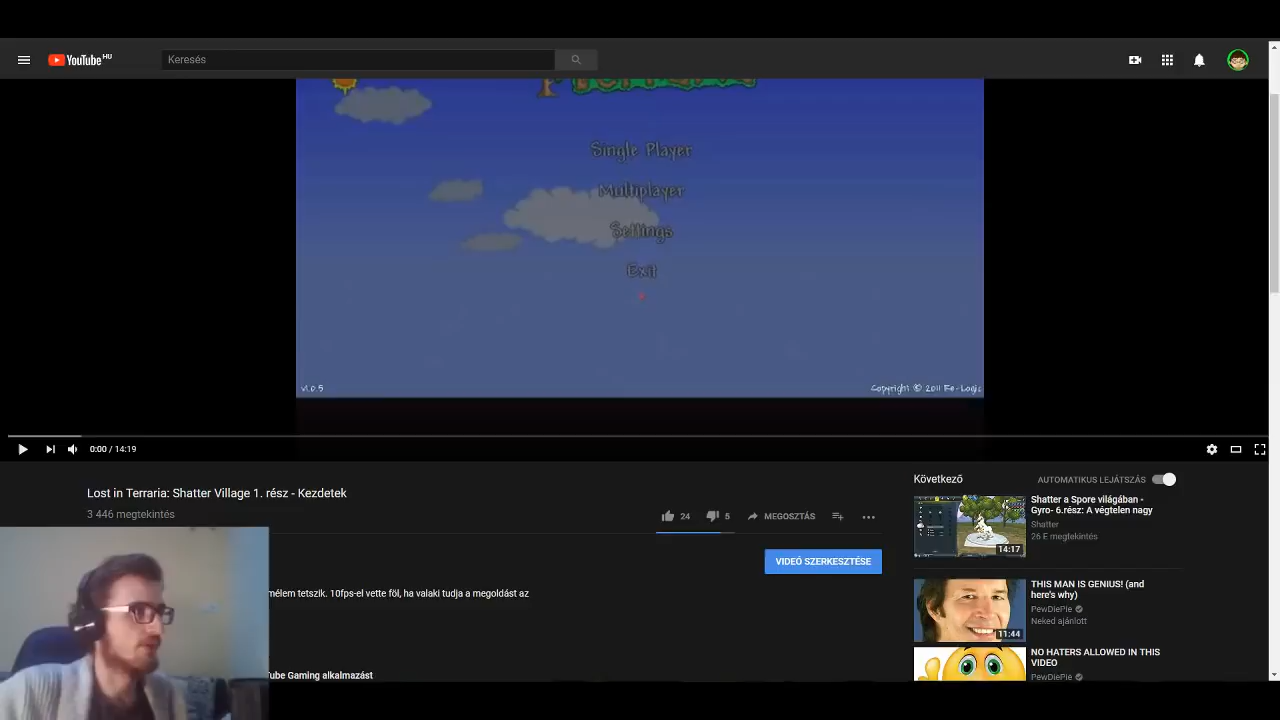 YouTube HU
Keresés
Single Player
Multiplayer
Settings
Exit
v1.0.5
Copyright © 2011 Re-Logic
0:00 / 14:19
Lost in Terraria: Shatter Village 1. rész - Kezdetek
3 446 megtekintés
24
5
MEGOSZTÁS
VIDEÓ SZERKESZTÉSE
mélem tetszik. 10fps-el vette föl, ha valaki tudja a megoldást az
Tube Gaming alkalmazást
Következő
AUTOMATIKUS LEJÁTSZÁS
Shatter a Spore világában -
Gyro- 6.rész: A végtelen nagy
Shatter
26 E megtekintés
14:17
THIS MAN IS GENIUS! (and
here's why)
PewDiePie
Neked ajánlott
11:44
NO HATERS ALLOWED IN THIS
VIDEO
PewDiePie